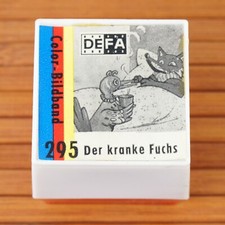 DEFA
Color-Bildband
295 Der kranke Fuchs